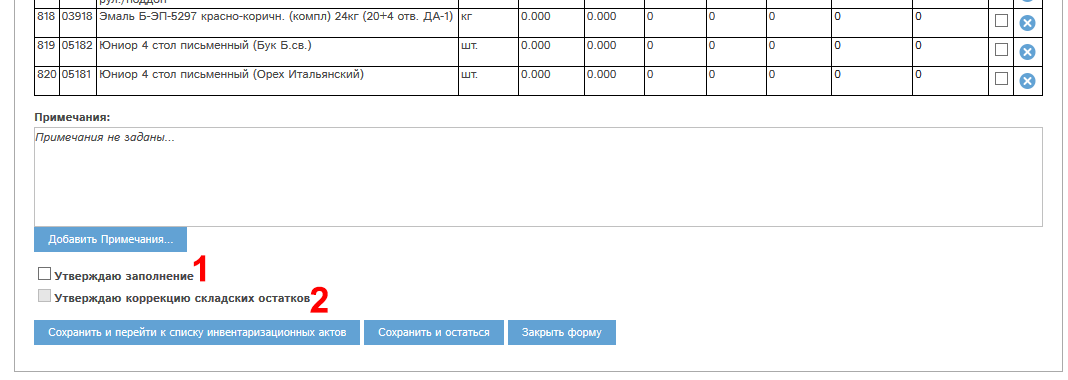 рул./поддон
818 03918 Эмаль Б-ЭП-5297 красно-коричн. (компл) 24кг (20+4 отв. ДА-1) кг 0.000 0.000 0 0 0 0 0
819 05182 Юниор 4 стол письменный (Бук Б.св.) шт. 0.000 0.000 0 0 0 0 0
820 05181 Юниор 4 стол письменный (Орех Итальянский) шт. 0.000 0.000 0 0 0 0 0
Примечания:
Примечания не заданы...
Добавить Примечания...
Утверждаю заполнение 1
Утверждаю коррекцию складских остатков 2
Сохранить и перейти к списку инвентаризационных актов Сохранить и остаться Закрыть форму